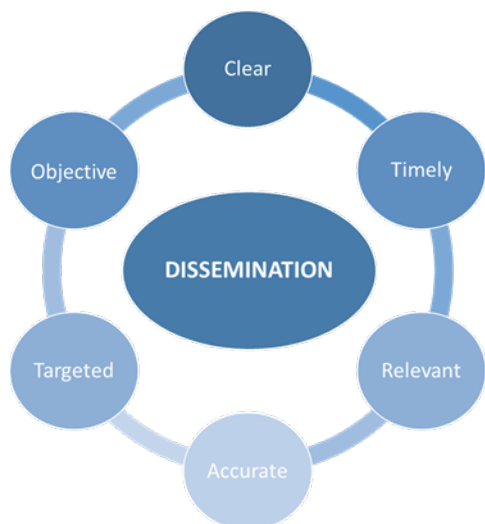 Clear
Timely
Relevant
Accurate
Targeted
Objective
DISSEMINATION